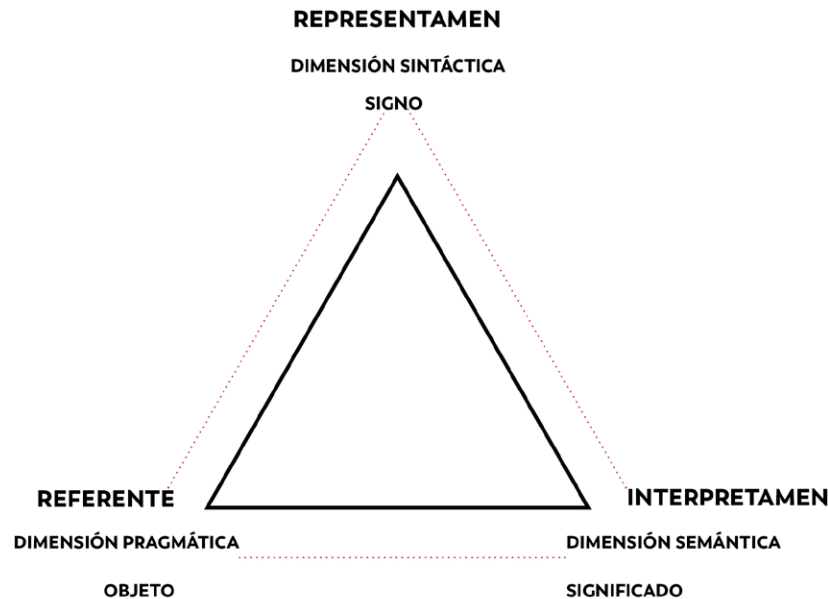 REPRESENTAMEN
DIMENSIÓN SINTÁCTICA
SIGNO
REFERENTE
INTERPRETAMEN
DIMENSIÓN PRAGMÁTICA
DIMENSIÓN SEMÁNTICA
OBJETO
SIGNIFICADO